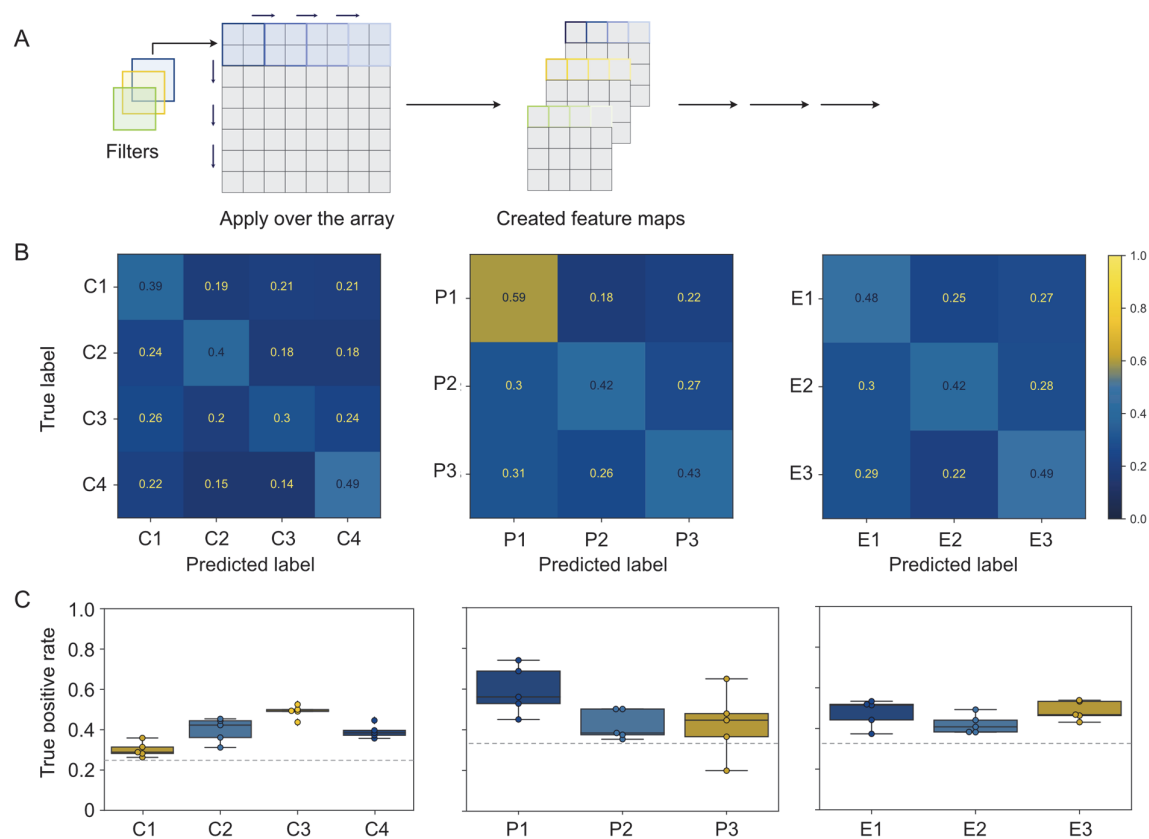 A
Filters
Apply over the array
Created feature maps
B
True label
C1 0.39 0.19 0.21 0.21
C2 0.24 0.4 0.18 0.18
C3 0.26 0.2 0.3 0.24
C4 0.22 0.15 0.14 0.49
C1 C2 C3 C4
Predicted label
P1 0.59 0.18 0.22
P2 0.3 0.42 0.27
P3 0.31 0.26 0.43
P1 P2 P3
Predicted label
E1 0.48 0.25 0.27
E2 0.3 0.42 0.28
E3 0.29 0.22 0.49
E1 E2 E3
Predicted label
1.0
0.8
0.6
0.4
0.2
0.0
C
True positive rate
1.0
0.8
0.6
0.4
0.2
0
C1 C2 C3 C4
P1 P2 P3
E1 E2 E3